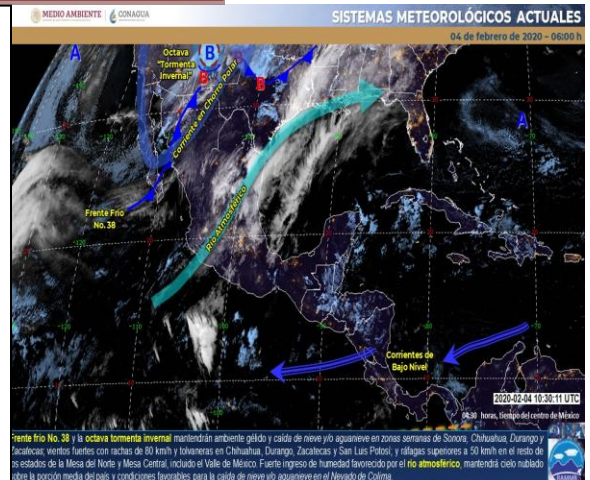 MEDIO AMBIENTE
CONAGUA
SISTEMAS METEOROLÓGICOS ACTUALES
04 de febrero de 2020 – 06:00 h
A
Octava
"Tormenta
Invernal"
B
B
B
A
Corriente en Chorro Polar
Frente Frío
No. 38
Río Atmosférico
Corrientes de
Bajo Nivel
2020-02-04 10:30:11 UTC
04:30 horas, tiempo del centro de México
Frente frío No. 38 y la octava tormenta invernal mantendrán ambiente gélido y caída de nieve y/o aguanieve en zonas serranas de Sonora, Chihuahua, Durango y
Zacatecas; vientos fuertes con rachas de 80 km/h y tolvaneras en Chihuahua, Durango, Zacatecas y San Luis Potosí, y ráfagas superiores a 50 km/h en el resto de
os estados de la Mesa del Norte y Mesa Central, incluido el Valle de México. Fuerte ingreso de humedad favorecido por el río atmosférico, mantendrá cielo nublado
sobre la porción media del país y condiciones favorables para la caída de nieve y/o aguanieve en el Nevado de Colima